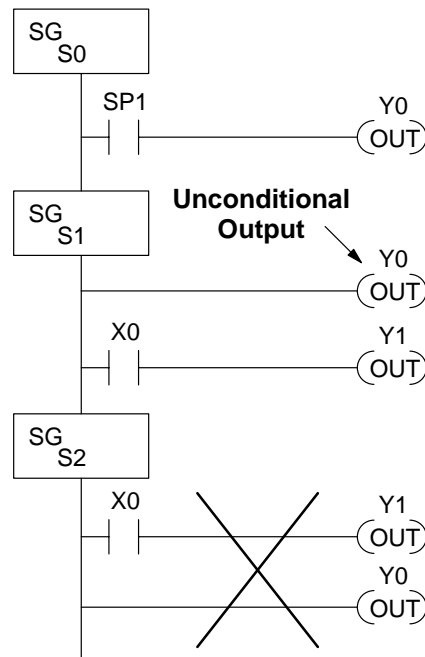 SG
S0
SP1
Y0
OUT
SG
S1
Unconditional
Output
Y0
OUT
X0
Y1
OUT
SG
S2
X0
Y1
OUT
Y0
OUT